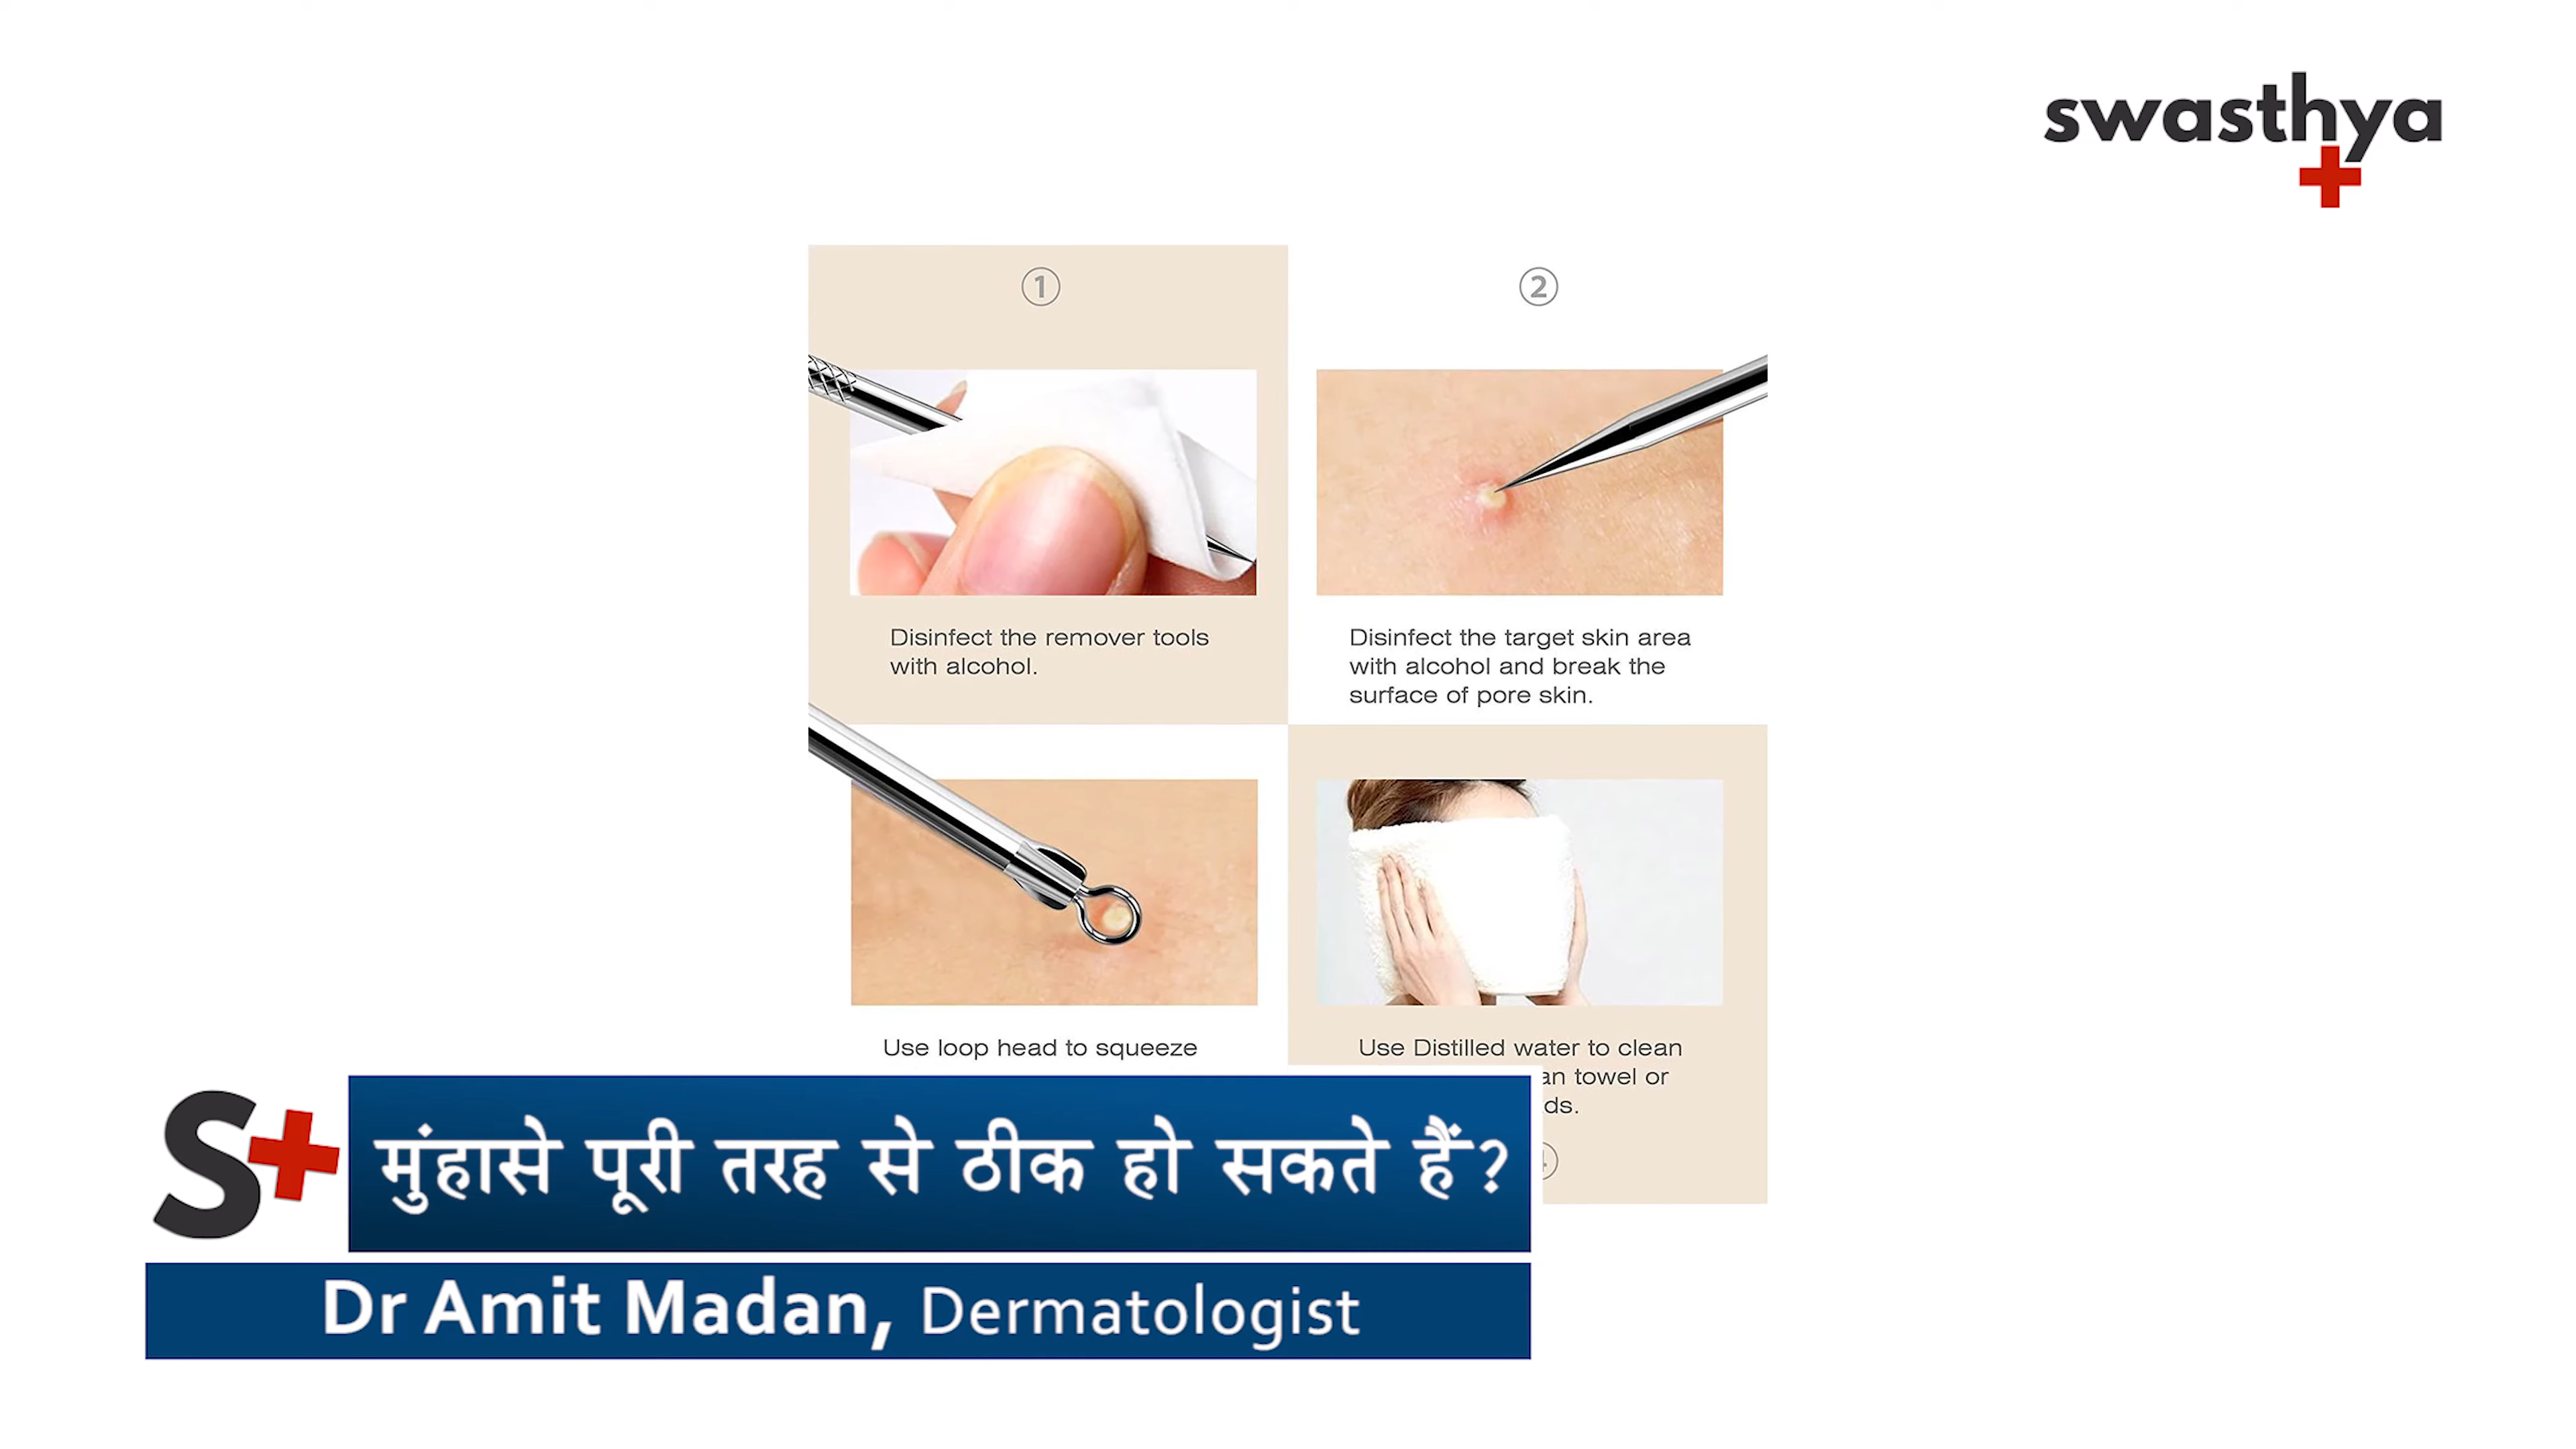 swasthya
1
2
Disinfect the remover tools
with alcohol.
Disinfect the target skin area
with alcohol and break the
surface of pore skin.
Use loop head to squeeze
Use Distilled water to clean
towel or
S+
मुंहासे पूरी तरह से ठीक हो सकते हैं?
Dr Amit Madan, Dermatologist